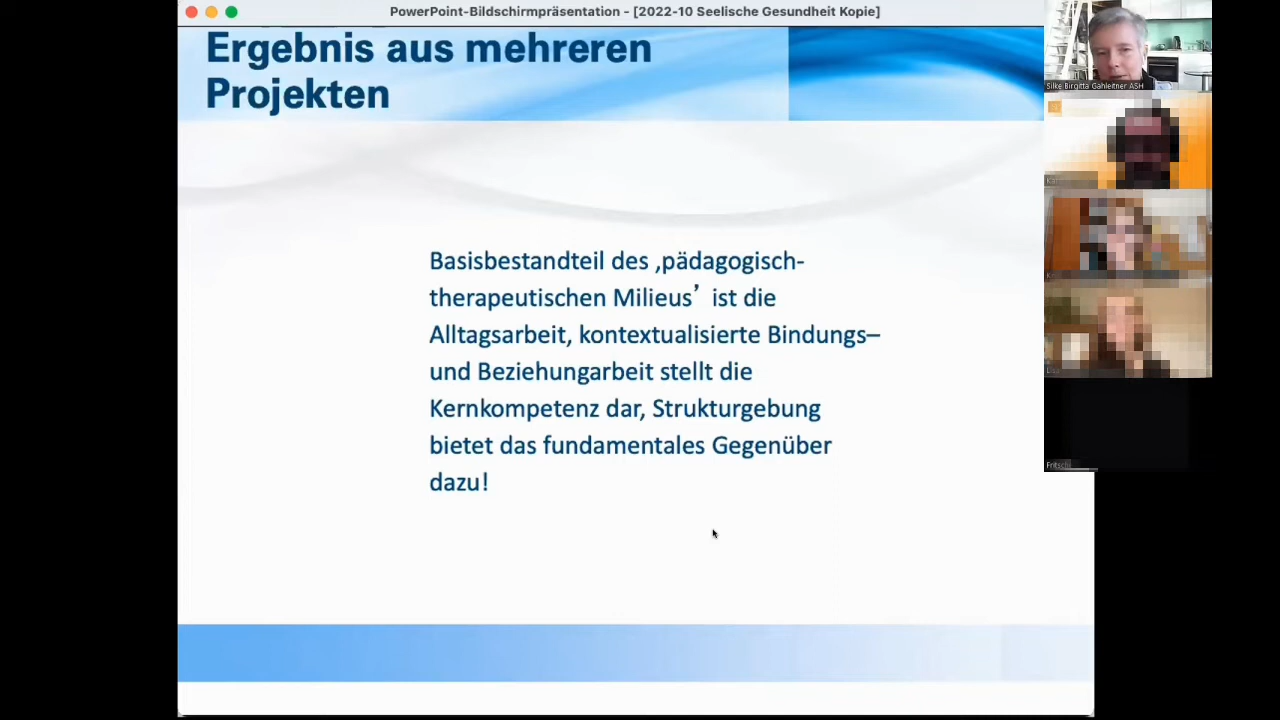 PowerPoint-Bildschirmpräsentation - [2022-10 Seelische Gesundheit Kopie]
Ergebnis aus mehreren
Projekten
Basisbestandteil des ‚pädagogisch-
therapeutischen Milieus’ ist die
Alltagsarbeit, kontextualisierte Bindungs–
und Beziehungarbeit stellt die
Kernkompetenz dar, Strukturgebung
bietet das fundamentales Gegenüber
dazu!
Silke Birgitta Gahleitner ASH